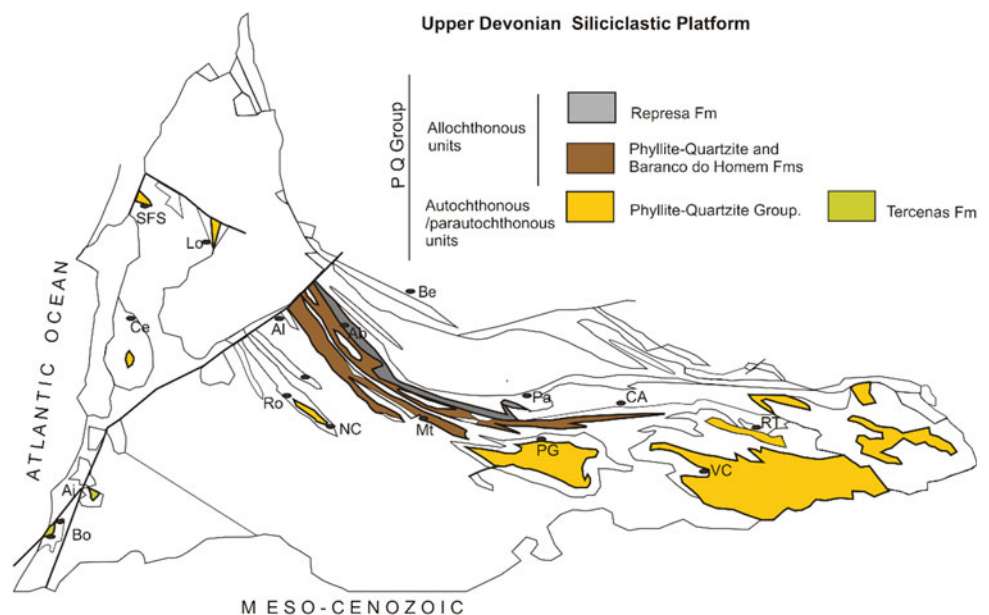 Upper Devonian Siliciclastic Platform
P Q Group
Allochthonous
units
Represa Fm
Phyllite-Quartzite and
Baranco do Homem Fms
Autochthonous
/parautochthonous
units
Phyllite-Quartzite Group.
Tercenas Fm
SFS
Lo
Be
Ce
Al
Ab
Ro
NC
Mt
Pa
CA
RT
PG
VC
Ai
Bo
ATLANTIC OCEAN
MESO-CENOZOIC